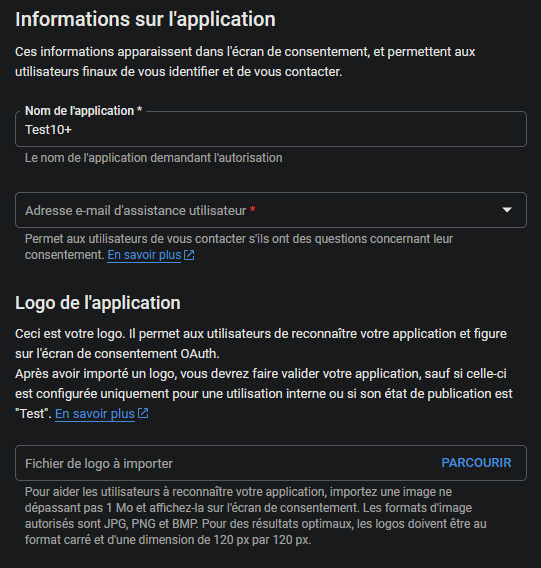 Informations sur l'application
Ces informations apparaissent dans l'écran de consentement, et permettent aux
utilisateurs finaux de vous identifier et de vous contacter.
Nom de l'application *
Test10+
Le nom de l'application demandant l'autorisation
Adresse e-mail d'assistance utilisateur *
Permet aux utilisateurs de vous contacter s'ils ont des questions concernant leur
consentement. En savoir plus
Logo de l'application
Ceci est votre logo. Il permet aux utilisateurs de reconnaître votre application et figure
sur l'écran de consentement OAuth.
Après avoir importé un logo, vous devrez faire valider votre application, sauf si celle-ci
est configurée uniquement pour une utilisation interne ou si son état de publication est
"Test". En savoir plus
Fichier de logo à importer PARCOURIR
Pour aider les utilisateurs à reconnaître votre application, importez une image ne
dépassant pas 1 Mo et affichez-la sur l'écran de consentement. Les formats d'image
autorisés sont JPG, PNG et BMP. Pour des résultats optimaux, les logos doivent être au
format carré et d'une dimension de 120 px par 120 px.